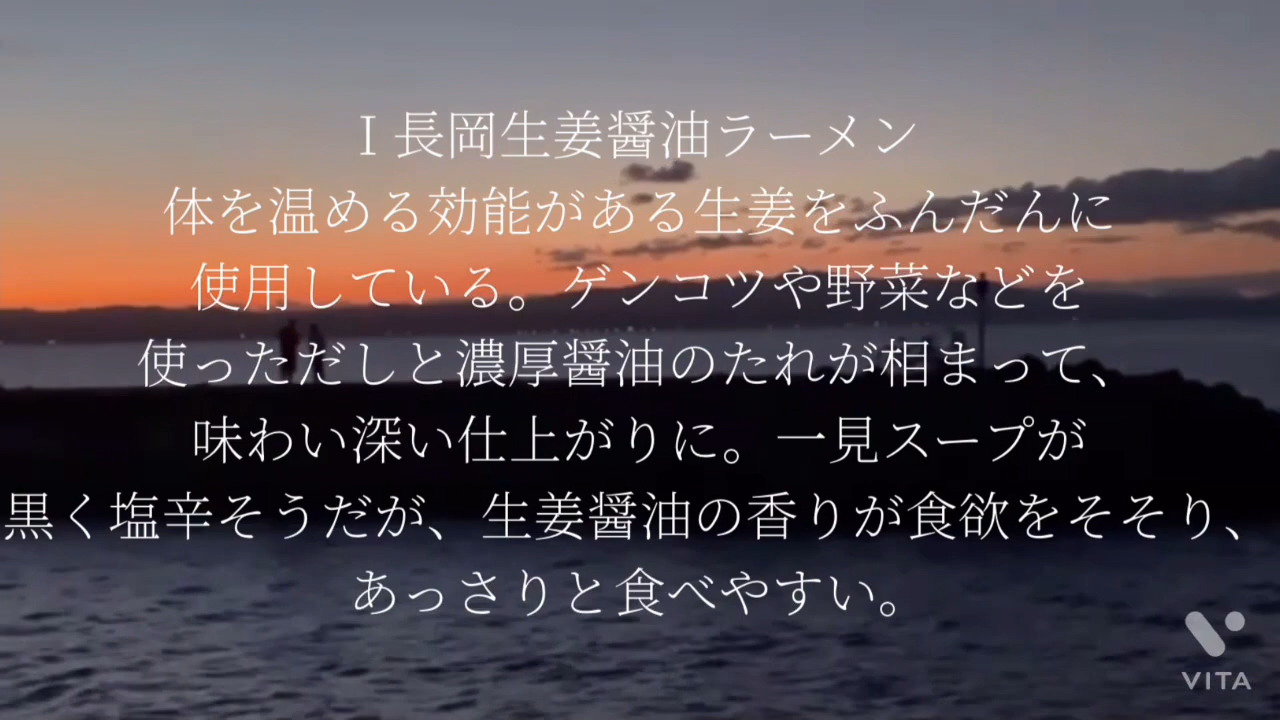 I 長岡生姜醤油ラーメン
体を温める効能がある生姜をふんだんに
使用している。ゲンコツや野菜などを
使っただしと濃厚醤油のたれが相まって、
味わい深い仕上がりに。一見スープが
黒く塩辛そうだが、生姜醤油の香りが食欲をそそり、
あっさりと食べやすい。
VITA